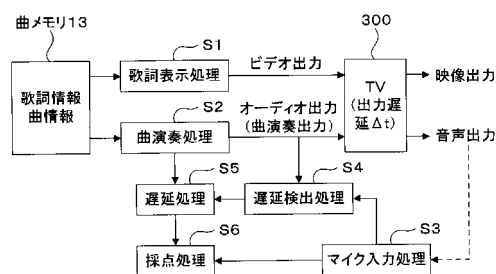 曲メモリ13
歌詞情報
曲情報
S1
歌詞表示処理
ビデオ出力
300
TV
(出力遅
延Δt)
映像出力
音声出力
S2
曲演奏処理
オーディオ出力
(曲演奏出力)
S5
遅延処理
S4
遅延検出処理
S6
採点処理
S3
マイク入力処理